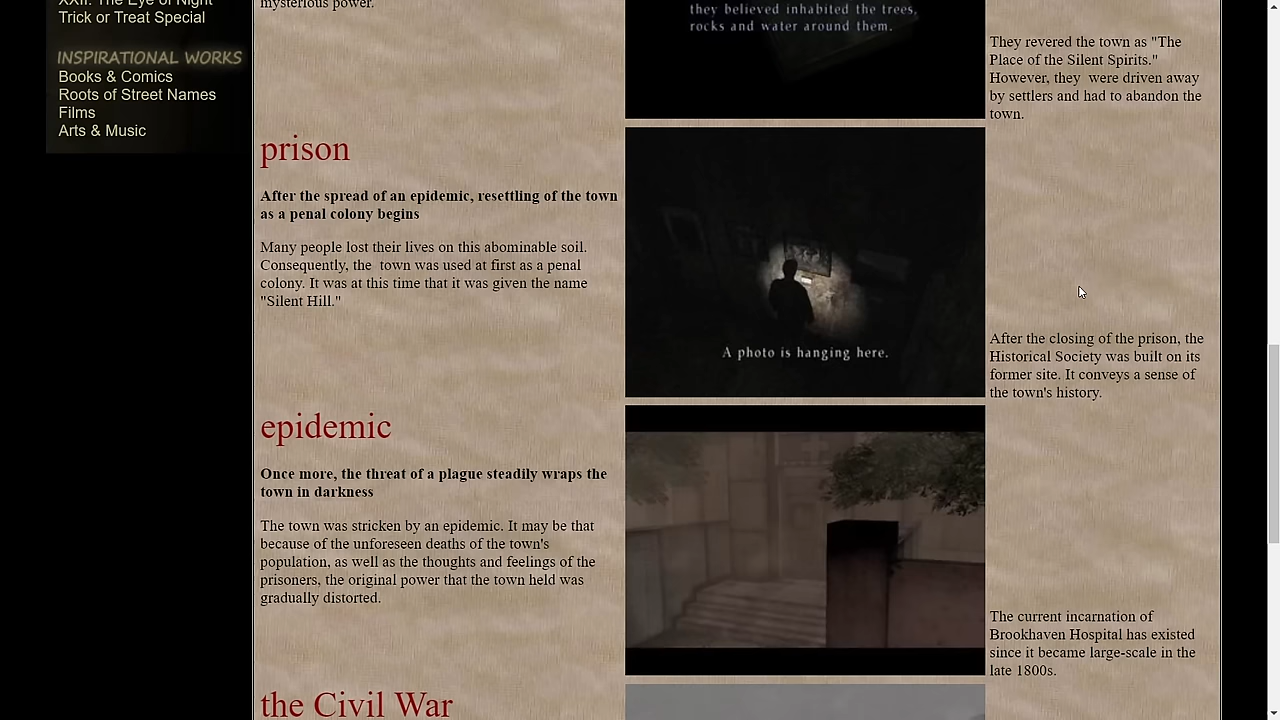 XXII. The Eye of Night
Trick or Treat Special
INSPIRATIONAL WORKS
Books & Comics
Roots of Street Names
Films
Arts & Music
mysterious power.
they believed inhabited the trees,
rocks and water around them.
They revered the town as "The
Place of the Silent Spirits."
However, they  were driven away
by settlers and had to abandon the
town.
prison
After the spread of an epidemic, resettling of the town
as a penal colony begins
Many people lost their lives on this abominable soil.
Consequently, the  town was used at first as a penal
colony. It was at this time that it was given the name
"Silent Hill."
A photo is hanging here.
After the closing of the prison, the
Historical Society was built on its
former site. It conveys a sense of
the town's history.
epidemic
Once more, the threat of a plague steadily wraps the
town in darkness
The town was stricken by an epidemic. It may be that
because of the unforeseen deaths of the town's
population, as well as the thoughts and feelings of the
prisoners, the original power that the town held was
gradually distorted.
The current incarnation of
Brookhaven Hospital has existed
since it became large-scale in the
late 1800s.
the Civil War